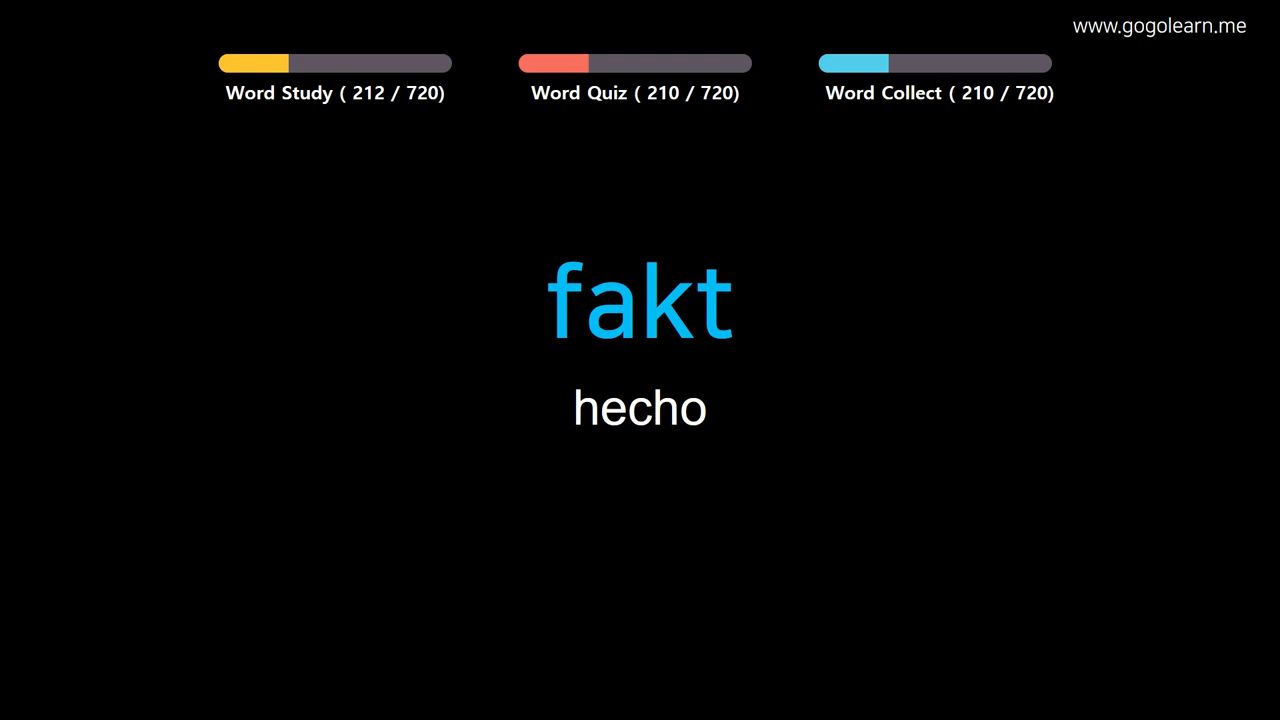 www.gogolearn.me
Word Study ( 212 / 720)
Word Quiz ( 210 / 720)
Word Collect ( 210 / 720)
fakt
hecho